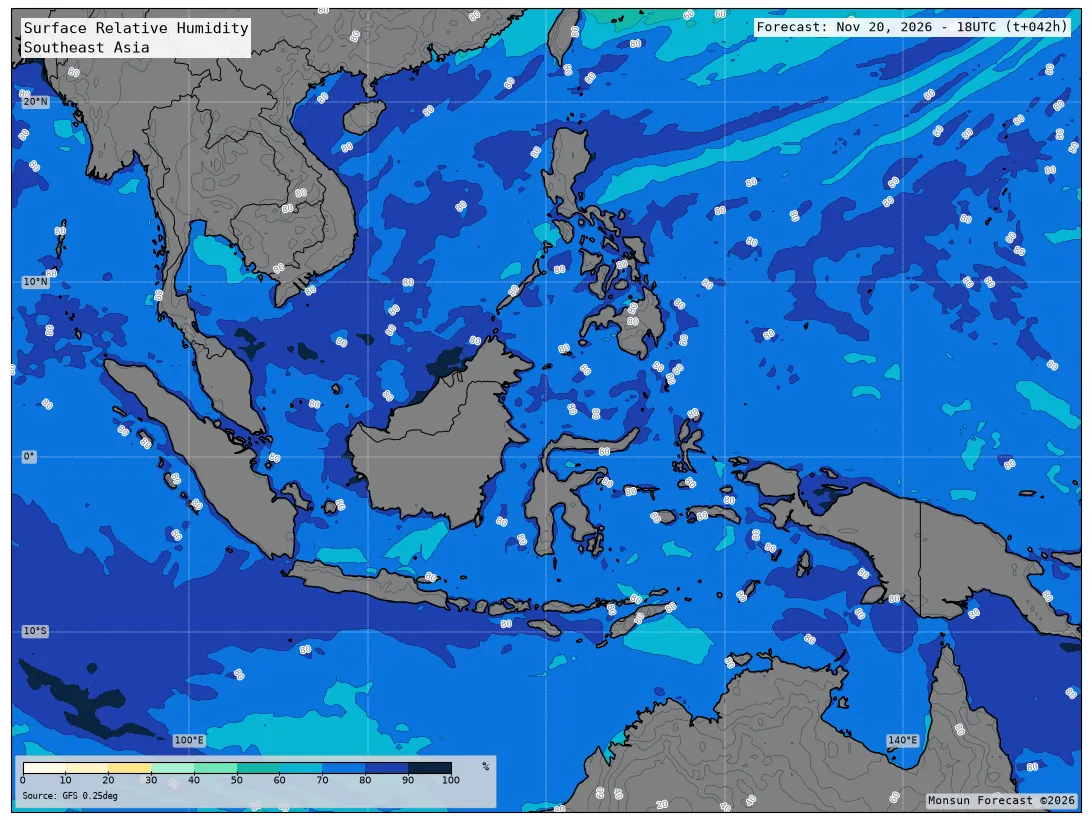 Surface Relative Humidity
Southeast Asia
Forecast: Nov 20, 2026 - 18UTC (t+042h)
20°N
10°N
0°
10°S
100°E
140°E
0 10 20 30 40 50 60 70 80 90 100
%
Source: GFS 0.25deg
Monsun Forecast ©2026